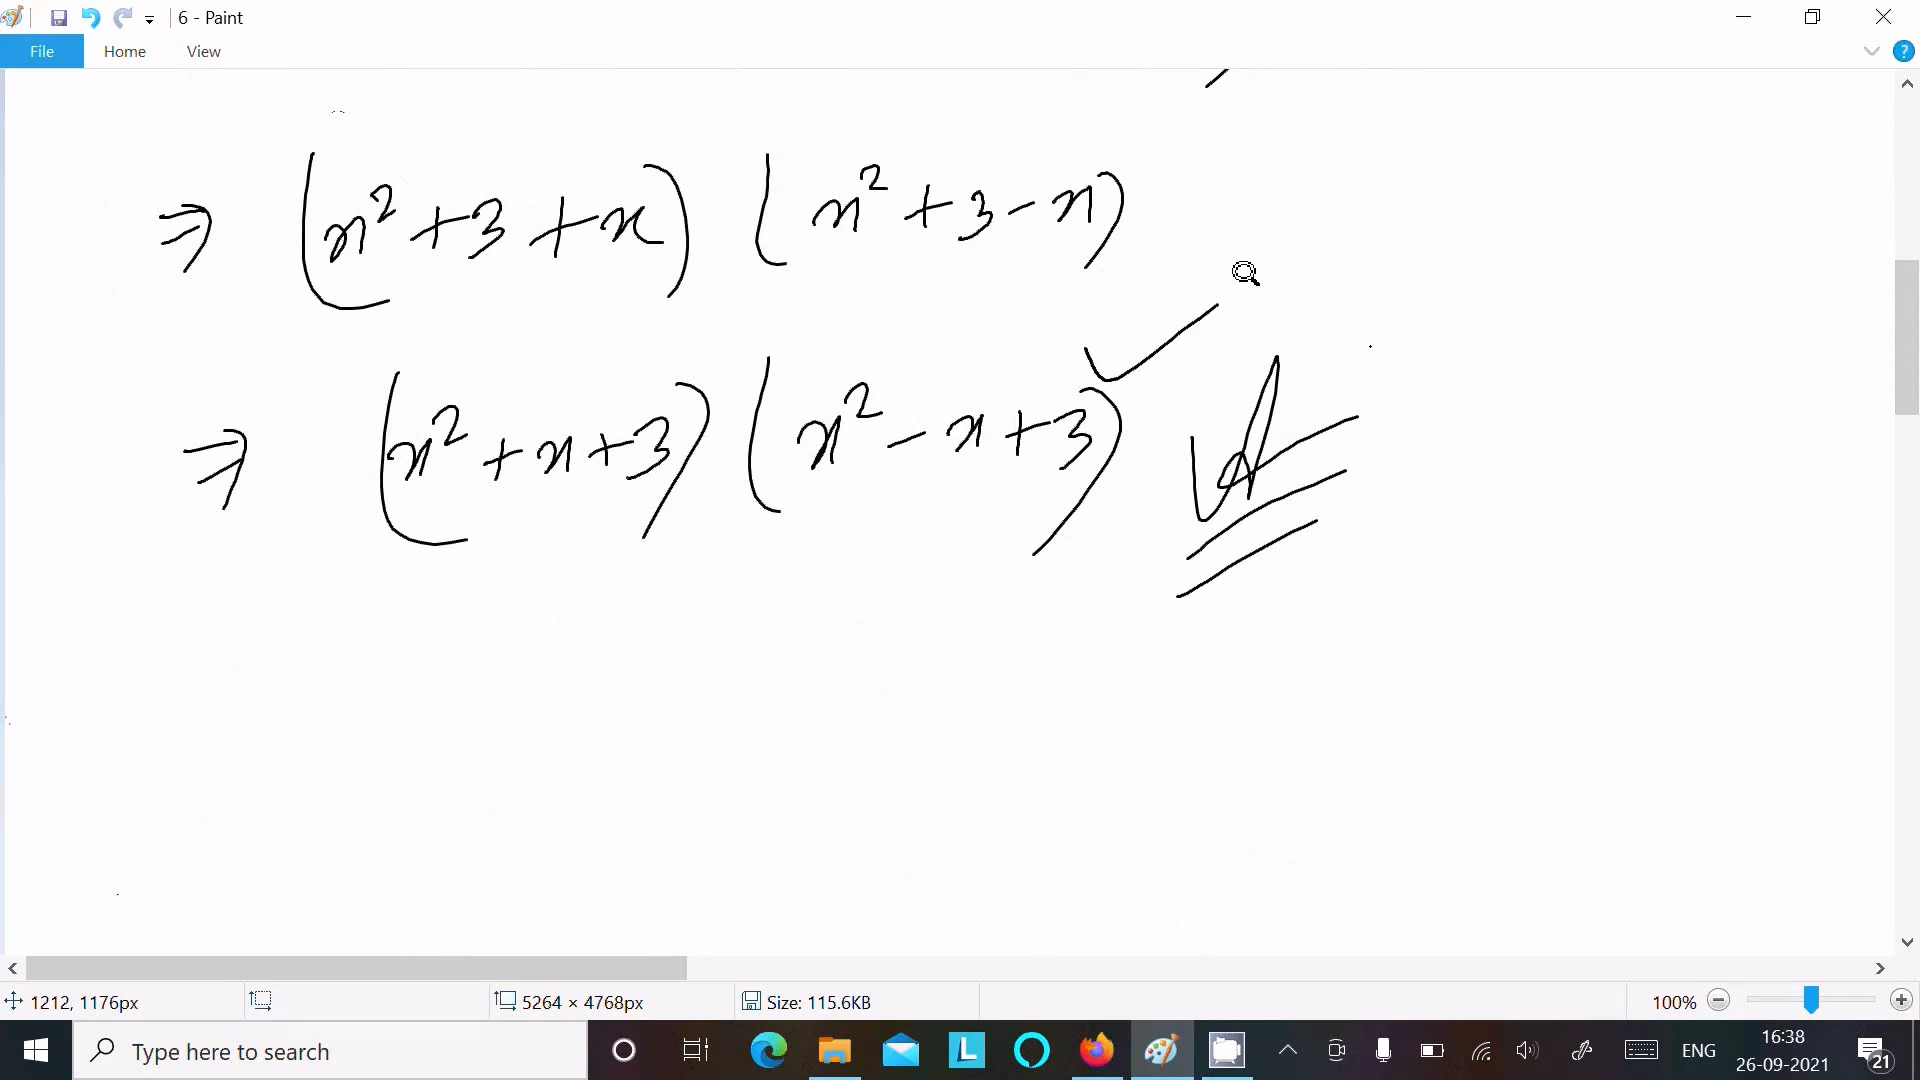 6 - Paint
File Home View
⇒ (x² + 3 + x) (x² + 3 - x)
⇒ (x² + x + 3) (x² - x + 3)
1212, 1176px 5264 × 4768px Size: 115.6KB 100%
Type here to search L ENG 16:38
26-09-2021 21